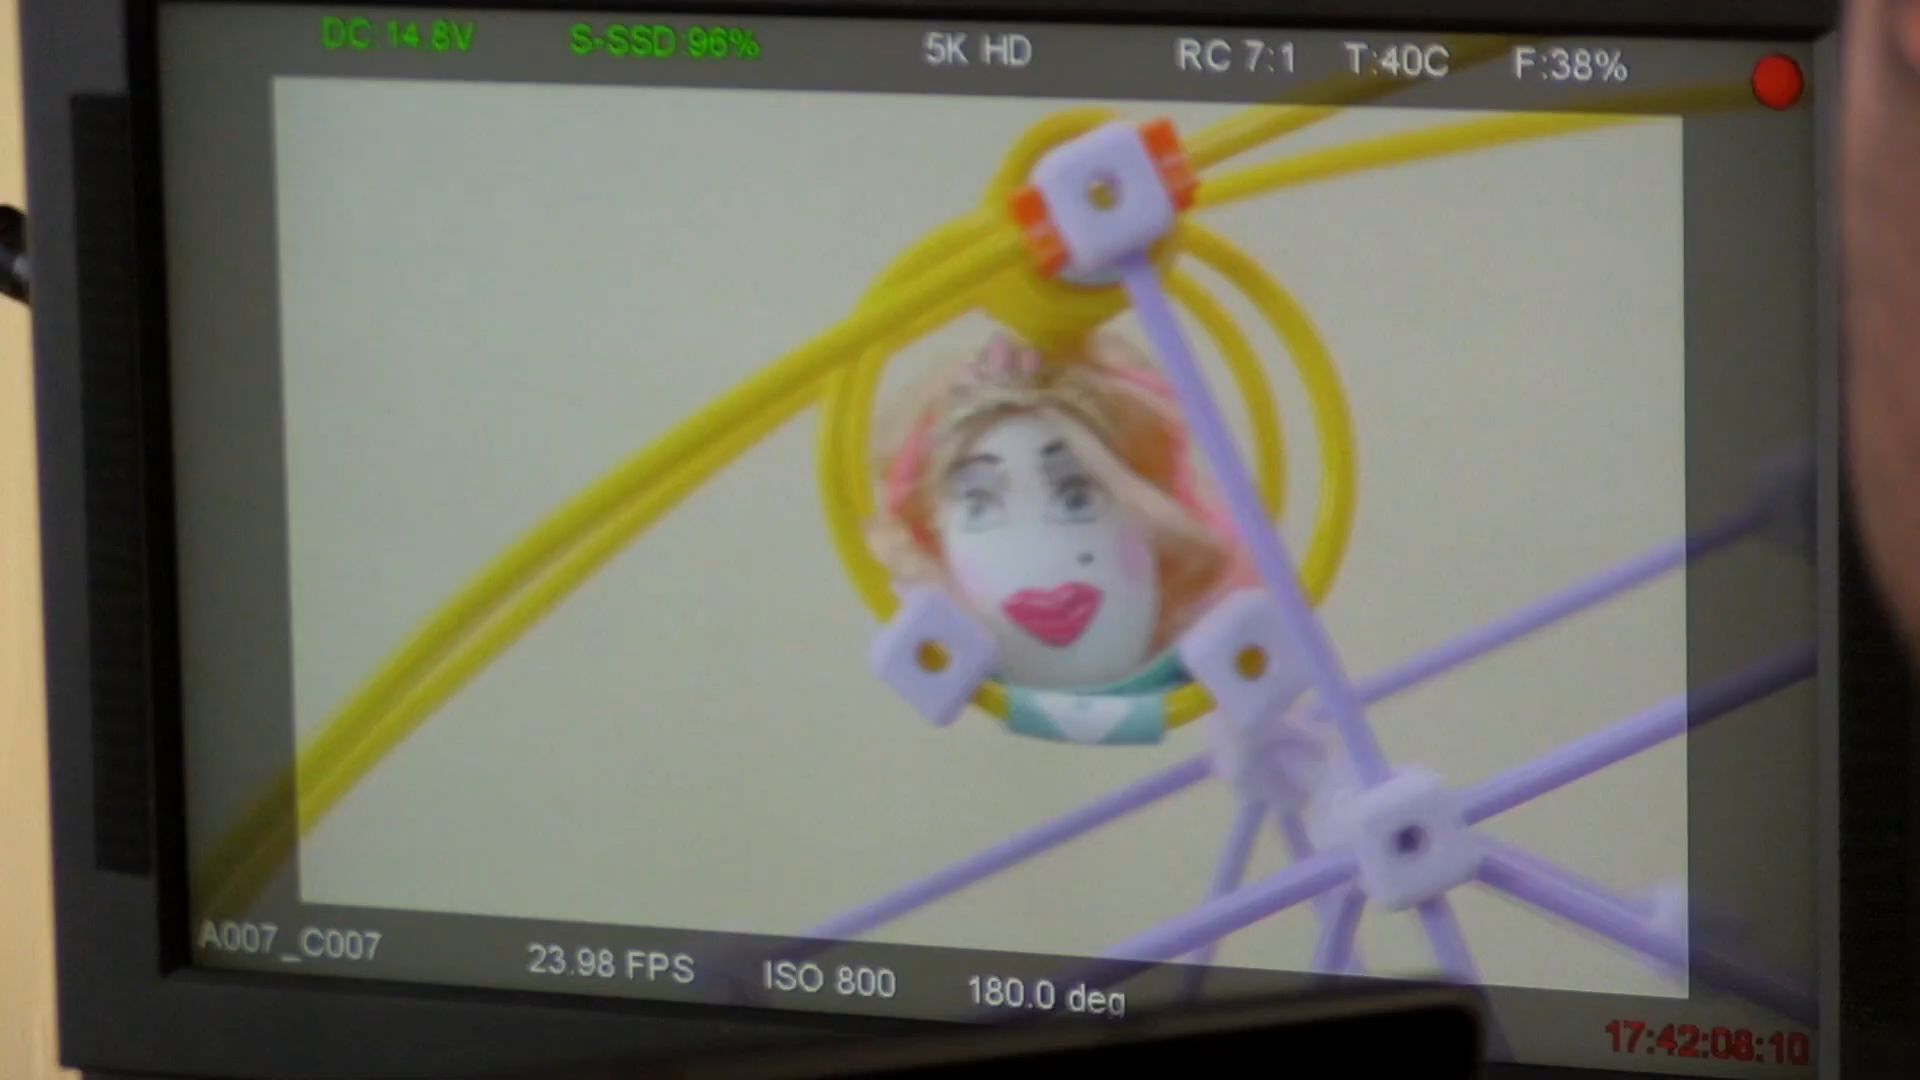 DC:14.8V S-SSD:96% 5K HD RC 7:1 T:40C F:38%
A007_C007 23.98 FPS ISO 800 180.0 deg
17:42:08:10